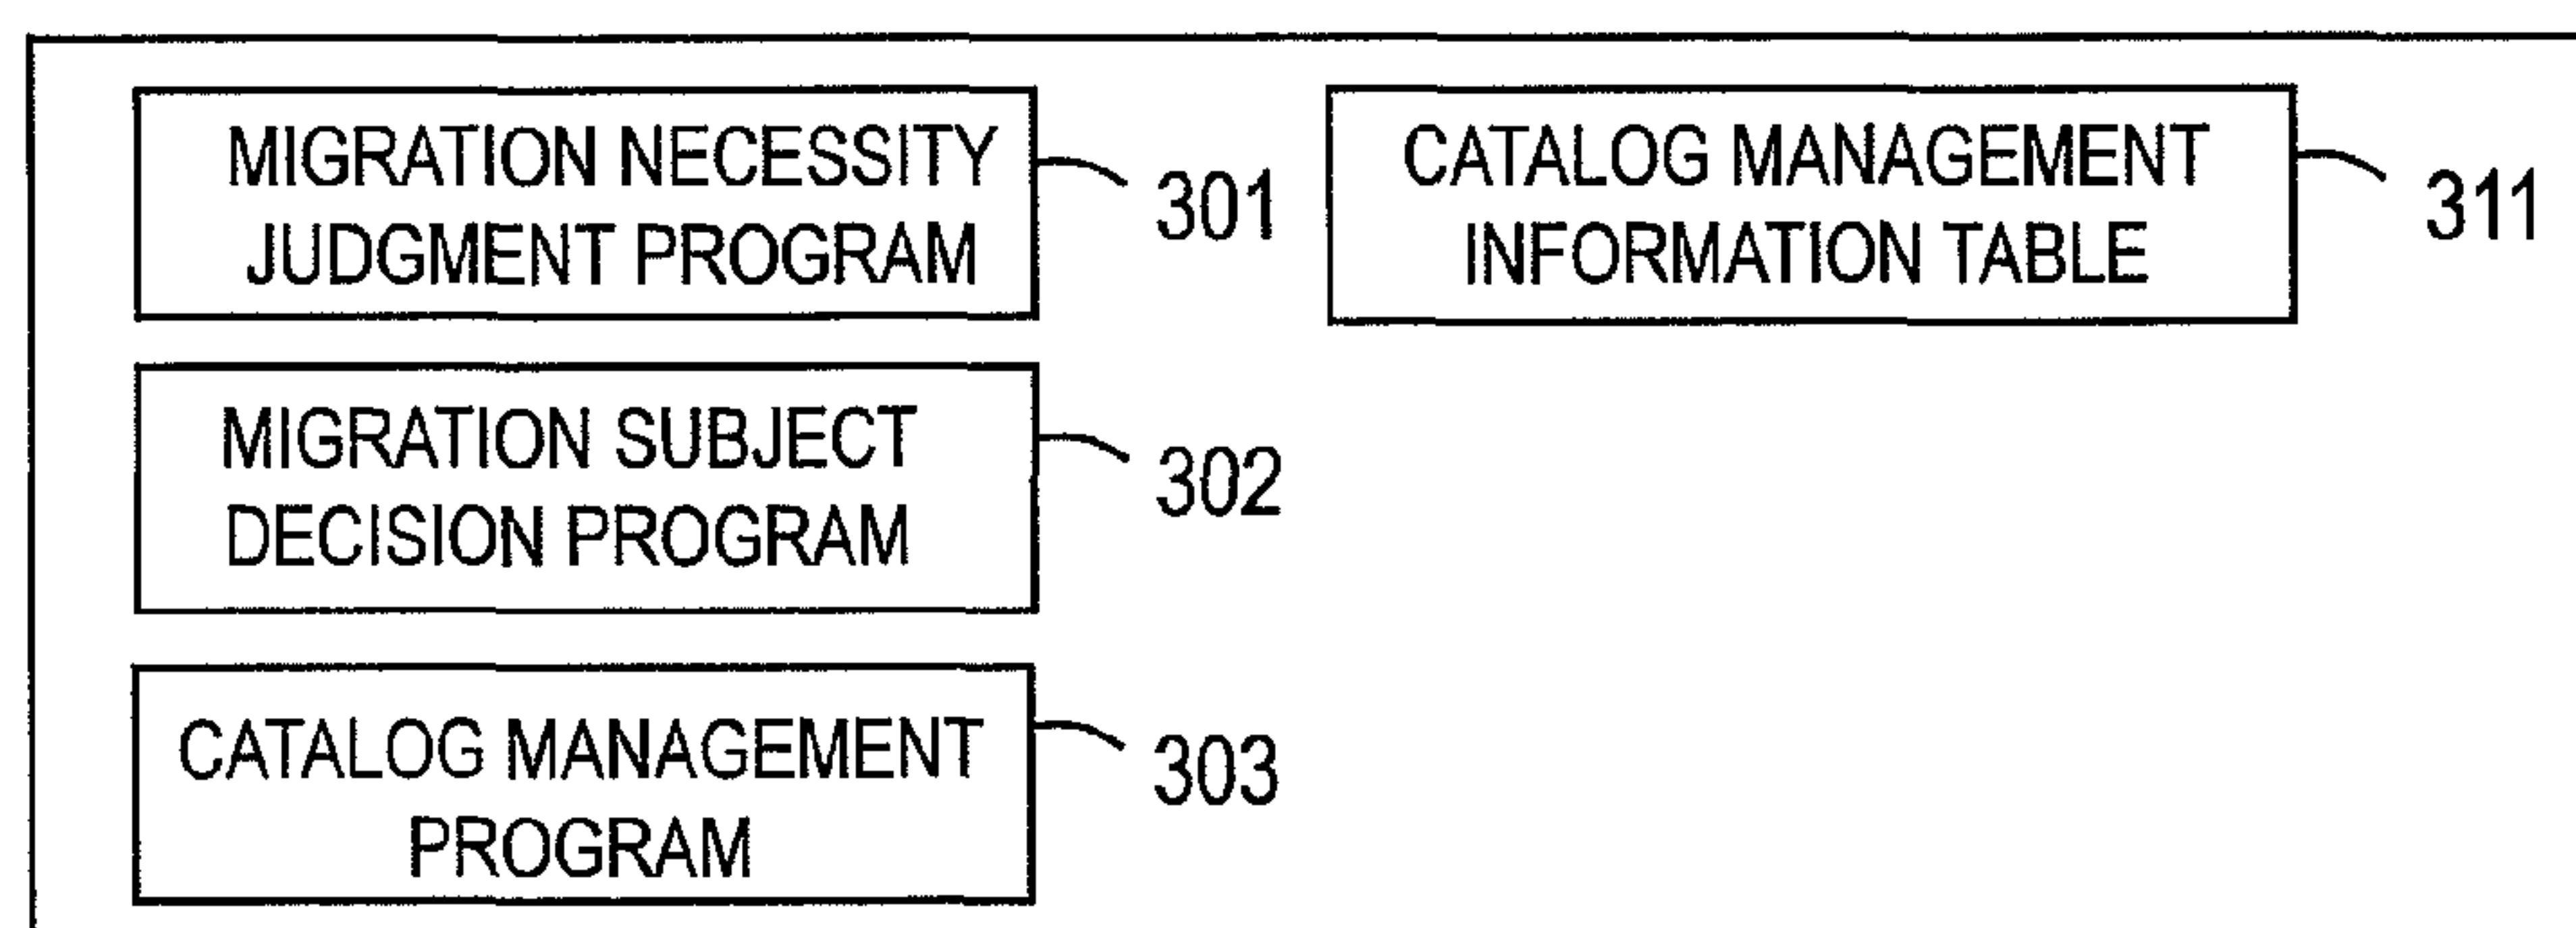 MIGRATION NECESSITY
JUDGMENT PROGRAM
301
CATALOG MANAGEMENT
INFORMATION TABLE
311
MIGRATION SUBJECT
DECISION PROGRAM
302
CATALOG MANAGEMENT
PROGRAM
303